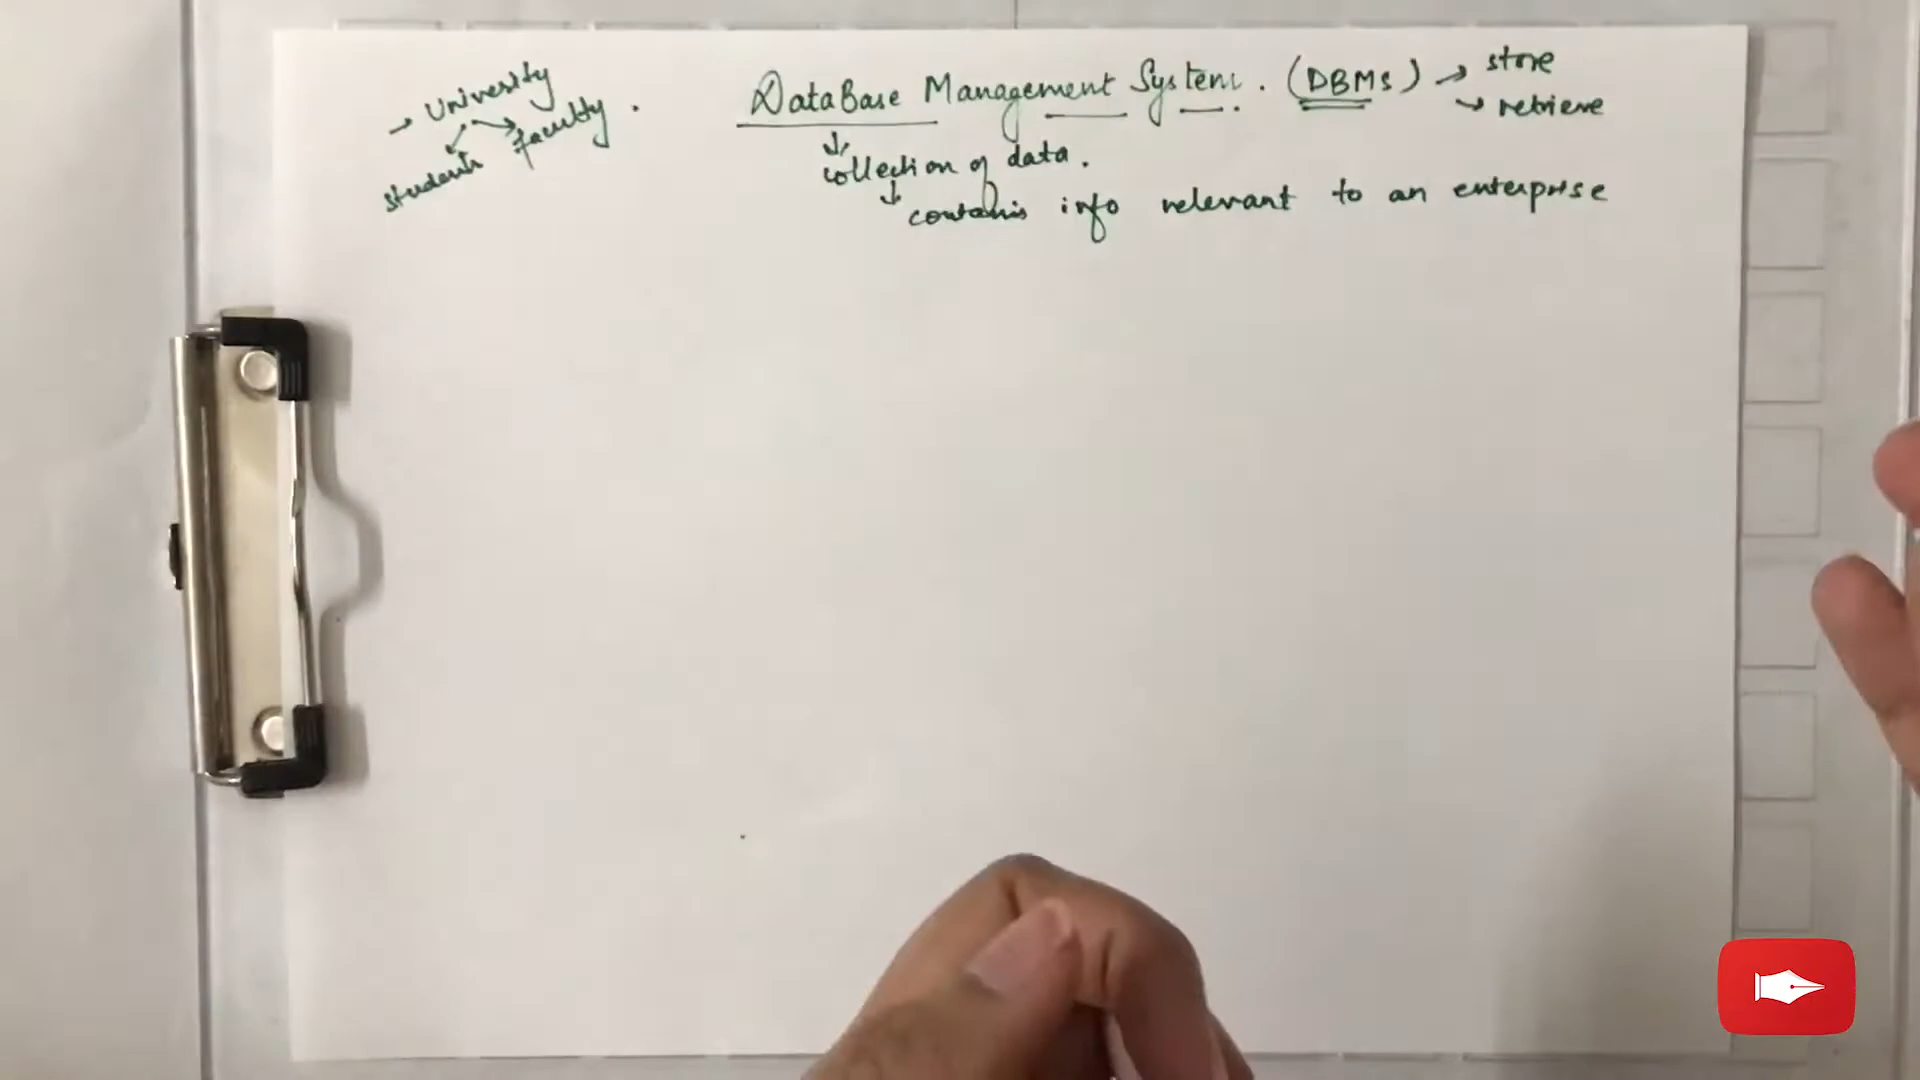 → University
students faculty .
DataBase Management System . (DBMS) → store
→ retrieve
↓
collection of data .
↓
contains info relevant to an enterprise